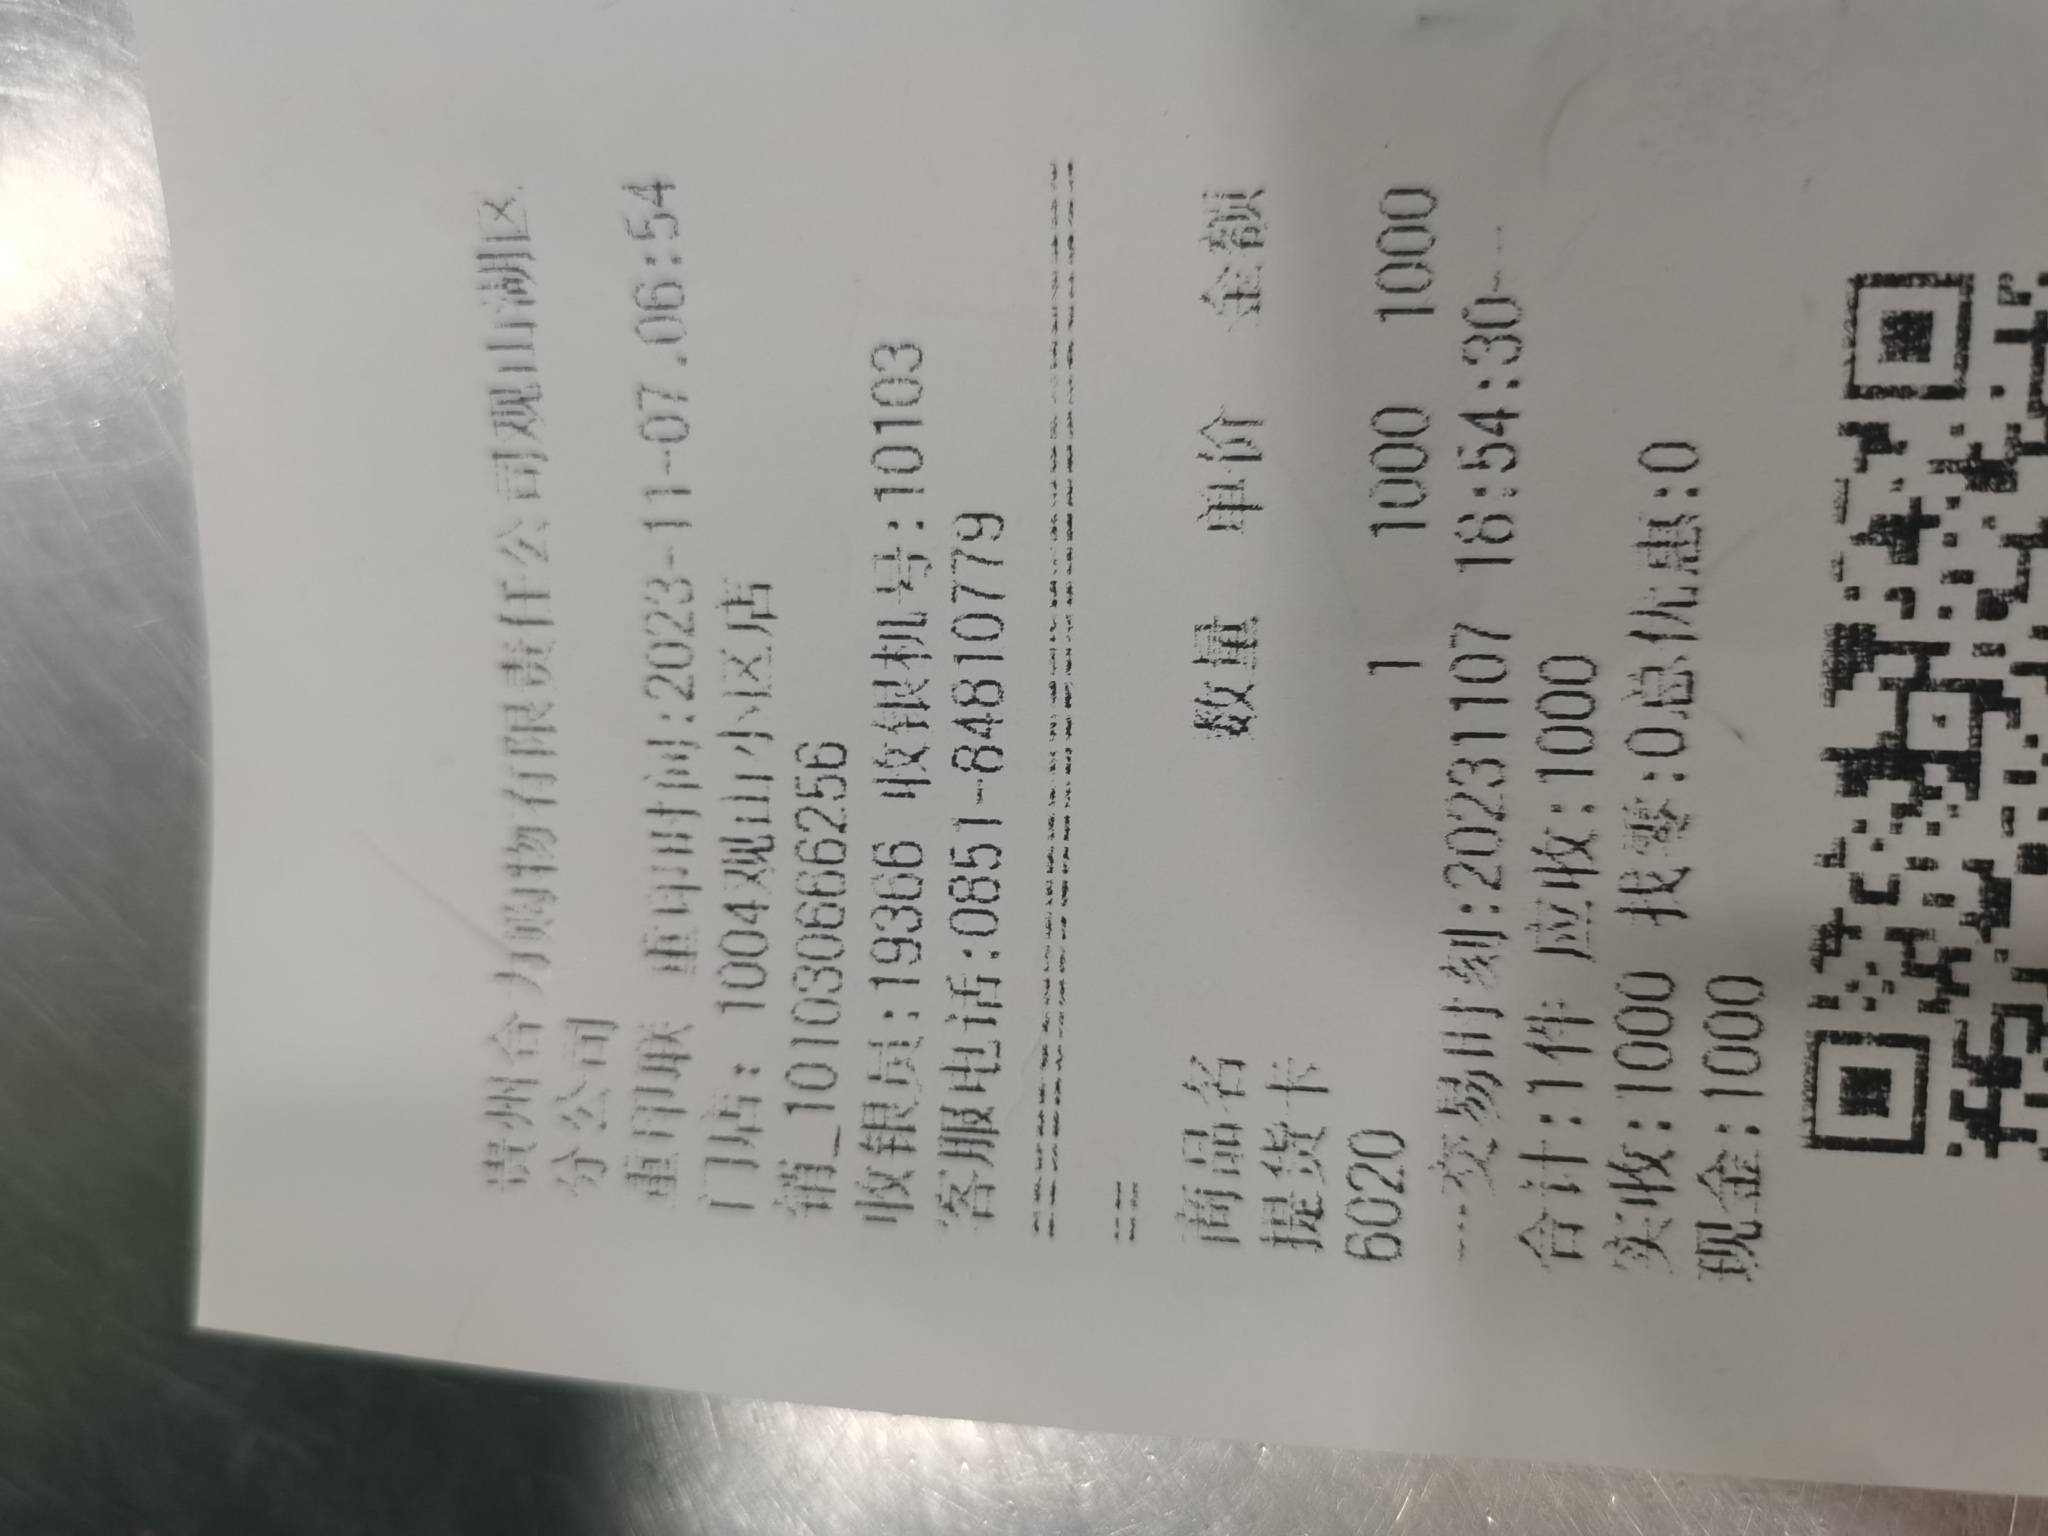 贵州合力购物有限责任公司观山湖区
分公司
重印联 重印时间:2023-11-07.06:54
门店: 1004观山小区店
销_101030666256
收银员:19366 收银机号:10103
客服电话:0851-84810779
================================
==
商品名 数量 单价 金额
提货卡
6020 1 1000 1000
---交易时刻:20231107 18:54:30---
合计:1件 应收:1000
实收:1000 找零:0总优惠:0
现金:1000